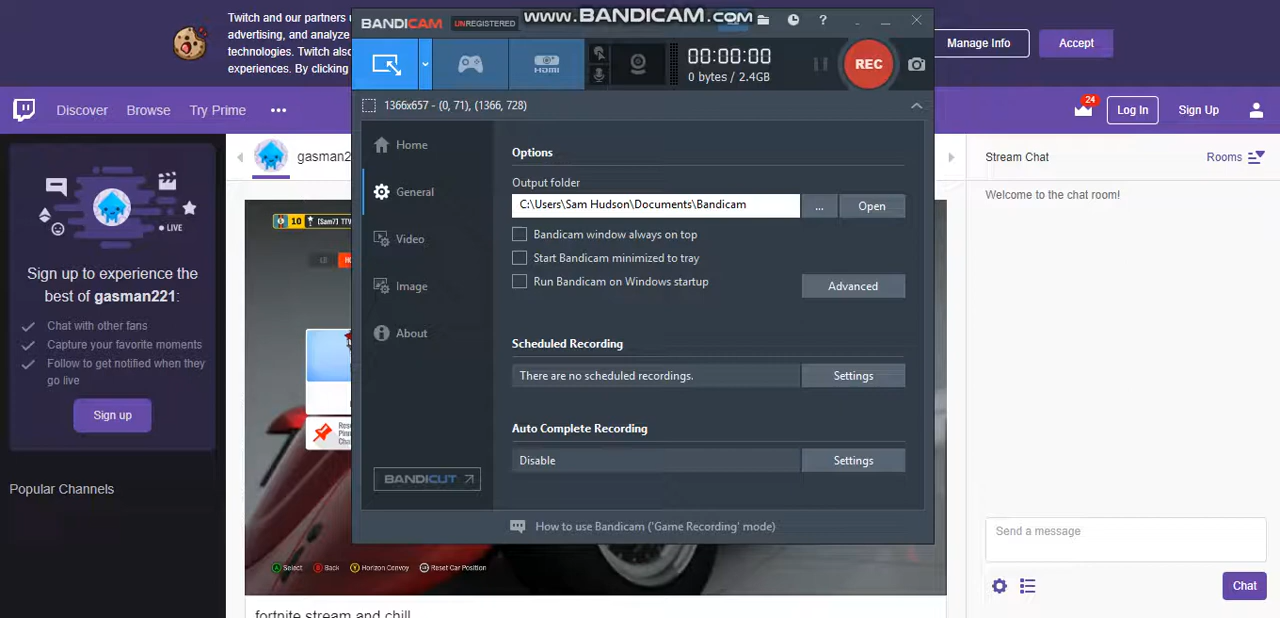 Twitch and our partners u
advertising, and analyze
technologies. Twitch also
experiences. By clicking
Manage Info
Accept
BANDICAM UNREGISTERED
www.BANDICAM.com
?
HDMI
00:00:00
0 bytes / 2.4GB
REC
1366x657 - (0, 71), (1366, 728)
Discover
Browse
Try Prime
24
Log In
Sign Up
LIVE
Sign up to experience the
best of gasman221:
Chat with other fans
Capture your favorite moments
Follow to get notified when they
go live
Sign up
Popular Channels
gasman2
10 [Sam7] TTV
Home
General
Video
Image
About
BANDICUT
Options
Output folder
C:\Users\Sam Hudson\Documents\Bandicam
...
Open
Bandicam window always on top
Start Bandicam minimized to tray
Run Bandicam on Windows startup
Advanced
Scheduled Recording
There are no scheduled recordings.
Settings
Auto Complete Recording
Disable
Settings
How to use Bandicam ('Game Recording' mode)
A Select
B Back
Y Horizon Convoy
Reset Car Position
fortnite stream and chill
Stream Chat
Rooms
Welcome to the chat room!
Send a message
Chat